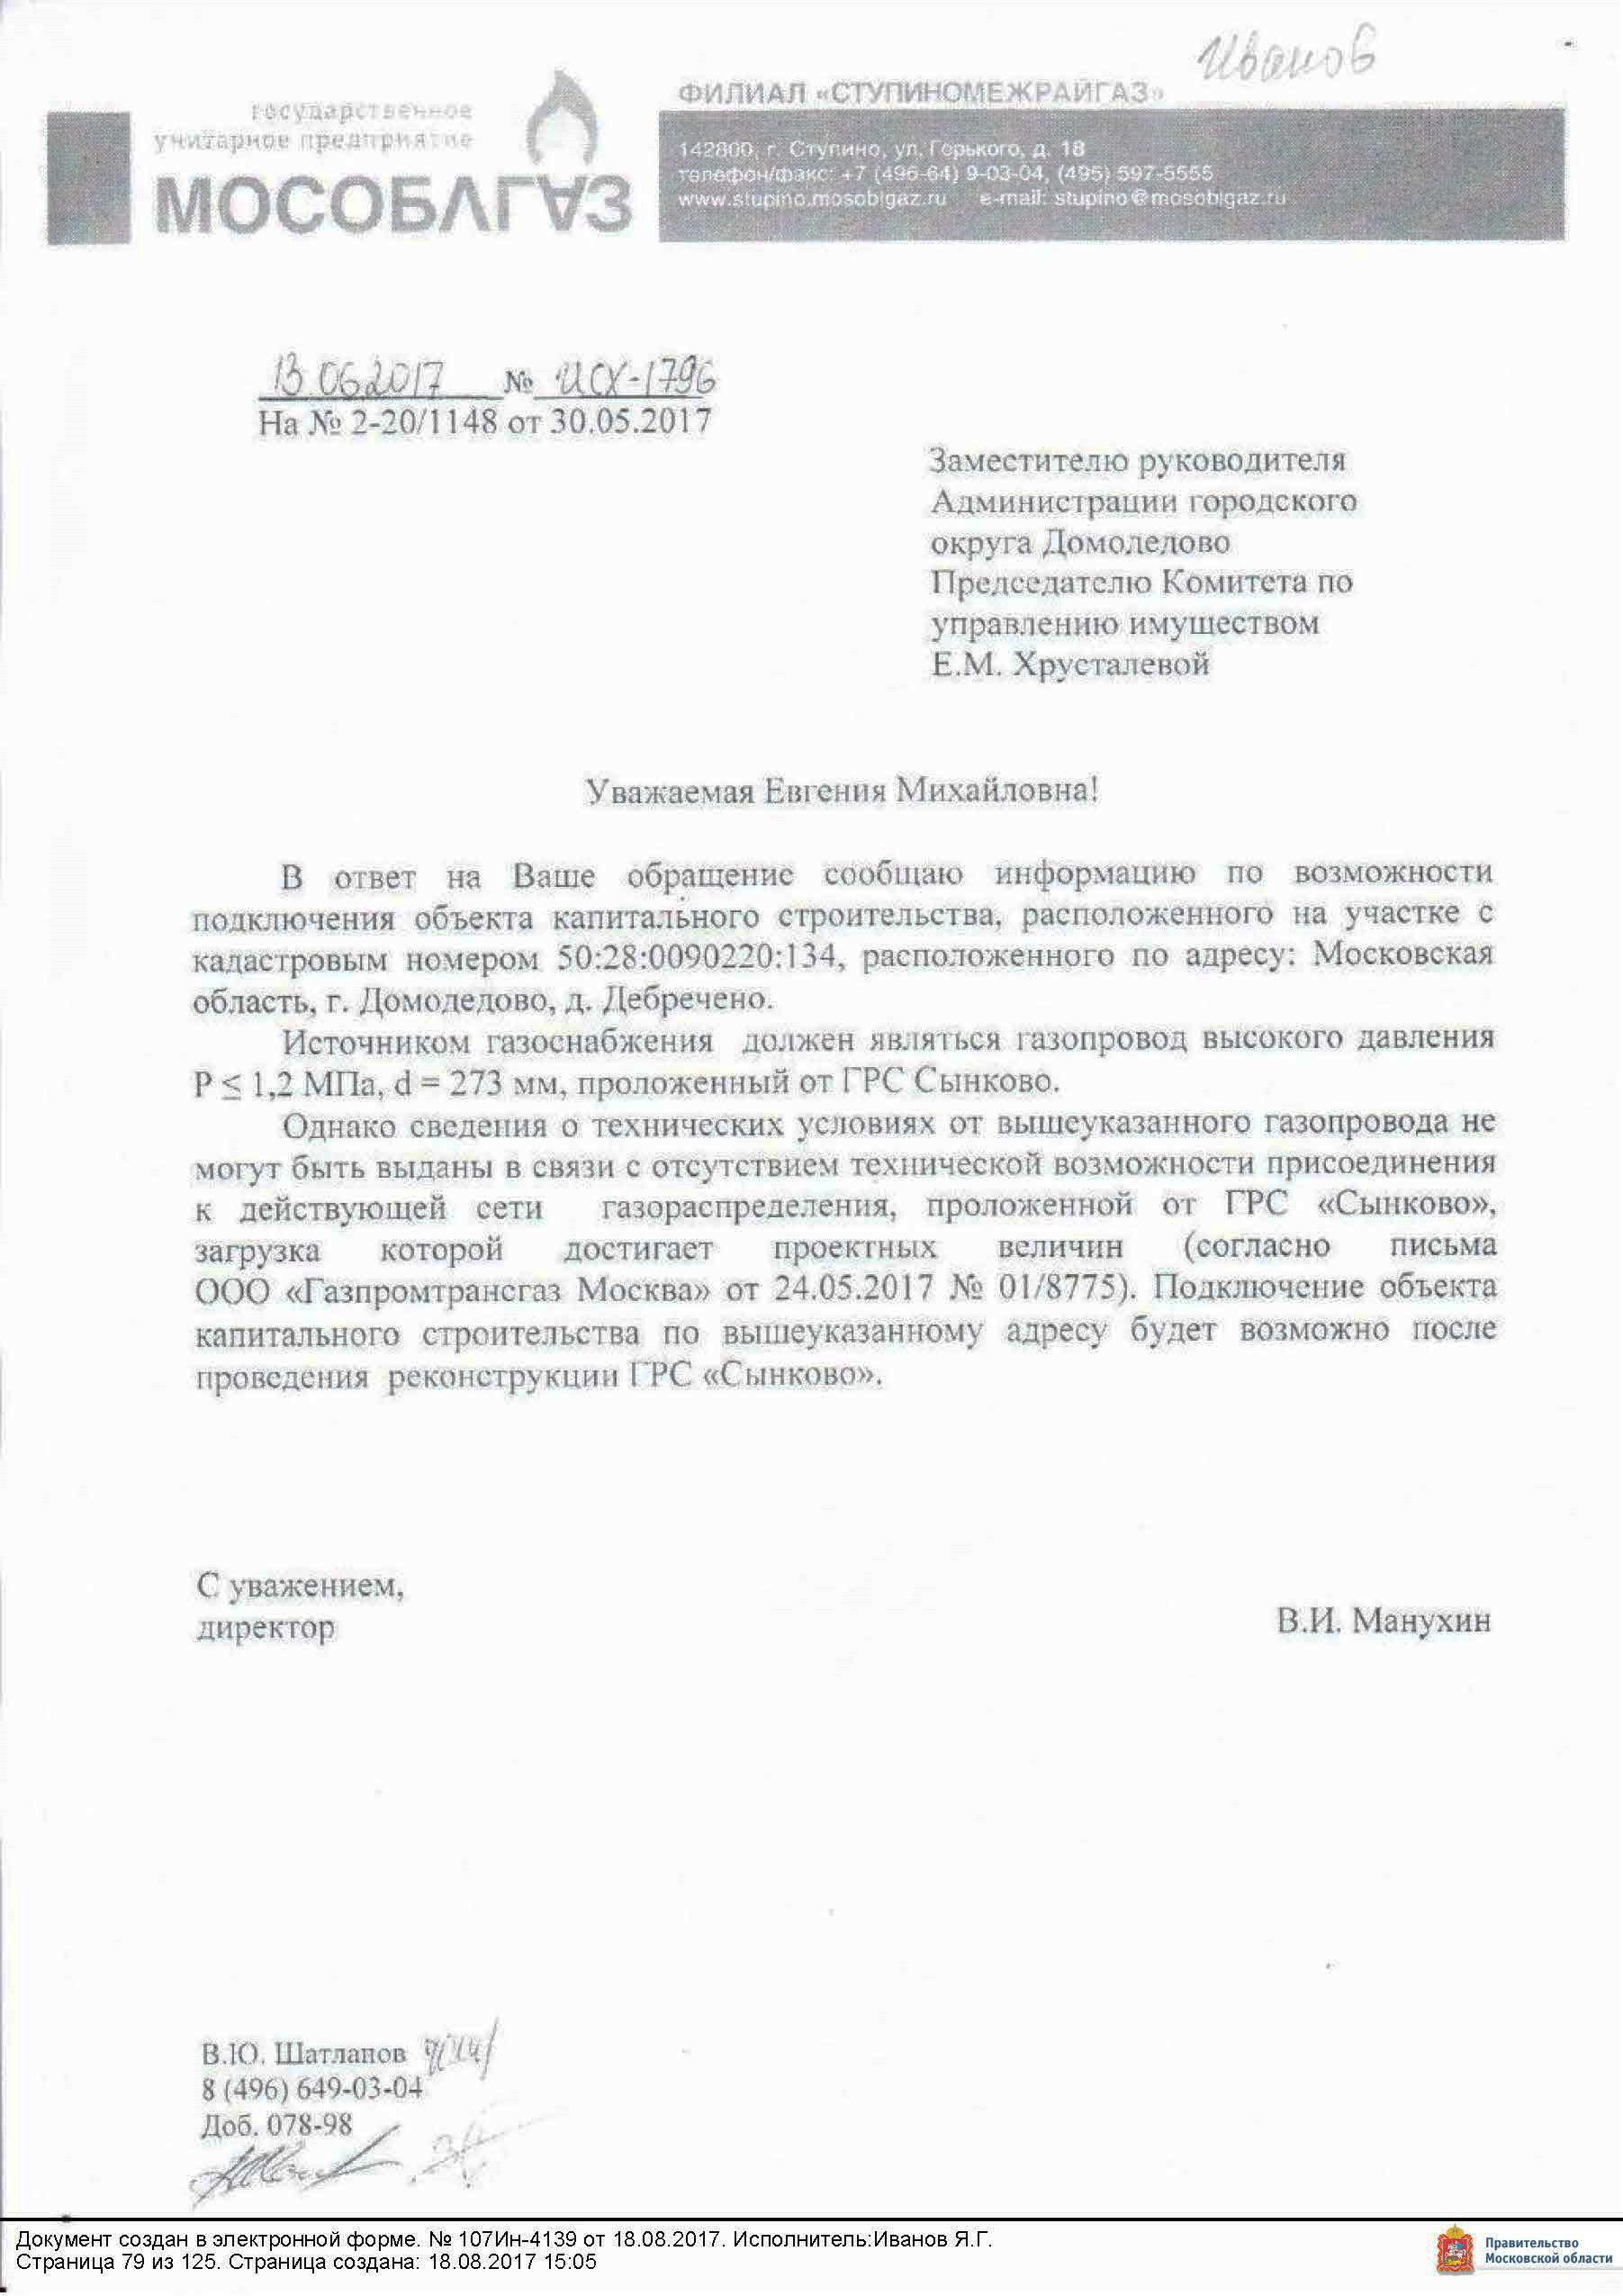 Иванов
государственное
унитарное предприятие
МОСОБЛГАЗ
ФИЛИАЛ «СТУПИНОМЕЖРАЙГАЗ»
142800, г. Ступино, ул. Горького, д. 18
телефон/факс: +7 (496-64) 9-03-04, (495) 597-5555
www.stupino.mosoblgaz.ru e-mail: stupino@mosoblgaz.ru
13.06.2017 № ИСХ-1796
На № 2-20/1148 от 30.05.2017
Заместителю руководителя
Администрации городского
округа Домодедово
Председателю Комитета по
управлению имуществом
Е.М. Хрусталевой
Уважаемая Евгения Михайловна!
В ответ на Ваше обращение сообщаю информацию по возможности
подключения объекта капитального строительства, расположенного на участке с
кадастровым номером 50:28:0090220:134, расположенного по адресу: Московская
область, г. Домодедово, д. Дебречено.
Источником газоснабжения должен являться газопровод высокого давления
P ≤ 1,2 МПа, d = 273 мм, проложенный от ГРС Сынково.
Однако сведения о технических условиях от вышеуказанного газопровода не
могут быть выданы в связи с отсутствием технической возможности присоединения
к действующей сети газораспределения, проложенной от ГРС «Сынково»,
загрузка которой достигает проектных величин (согласно письма
ООО «Газпромтрансгаз Москва» от 24.05.2017 № 01/8775). Подключение объекта
капитального строительства по вышеуказанному адресу будет возможно после
проведения реконструкции ГРС «Сынково».
С уважением,
директор
В.И. Манухин
В.Ю. Шатлапов
8 (496) 649-03-04
Доб. 078-98
Документ создан в электронной форме. № 107Ин-4139 от 18.08.2017. Исполнитель:Иванов Я.Г.
Страница 79 из 125. Страница создана: 18.08.2017 15:05
Правительство
Московской области